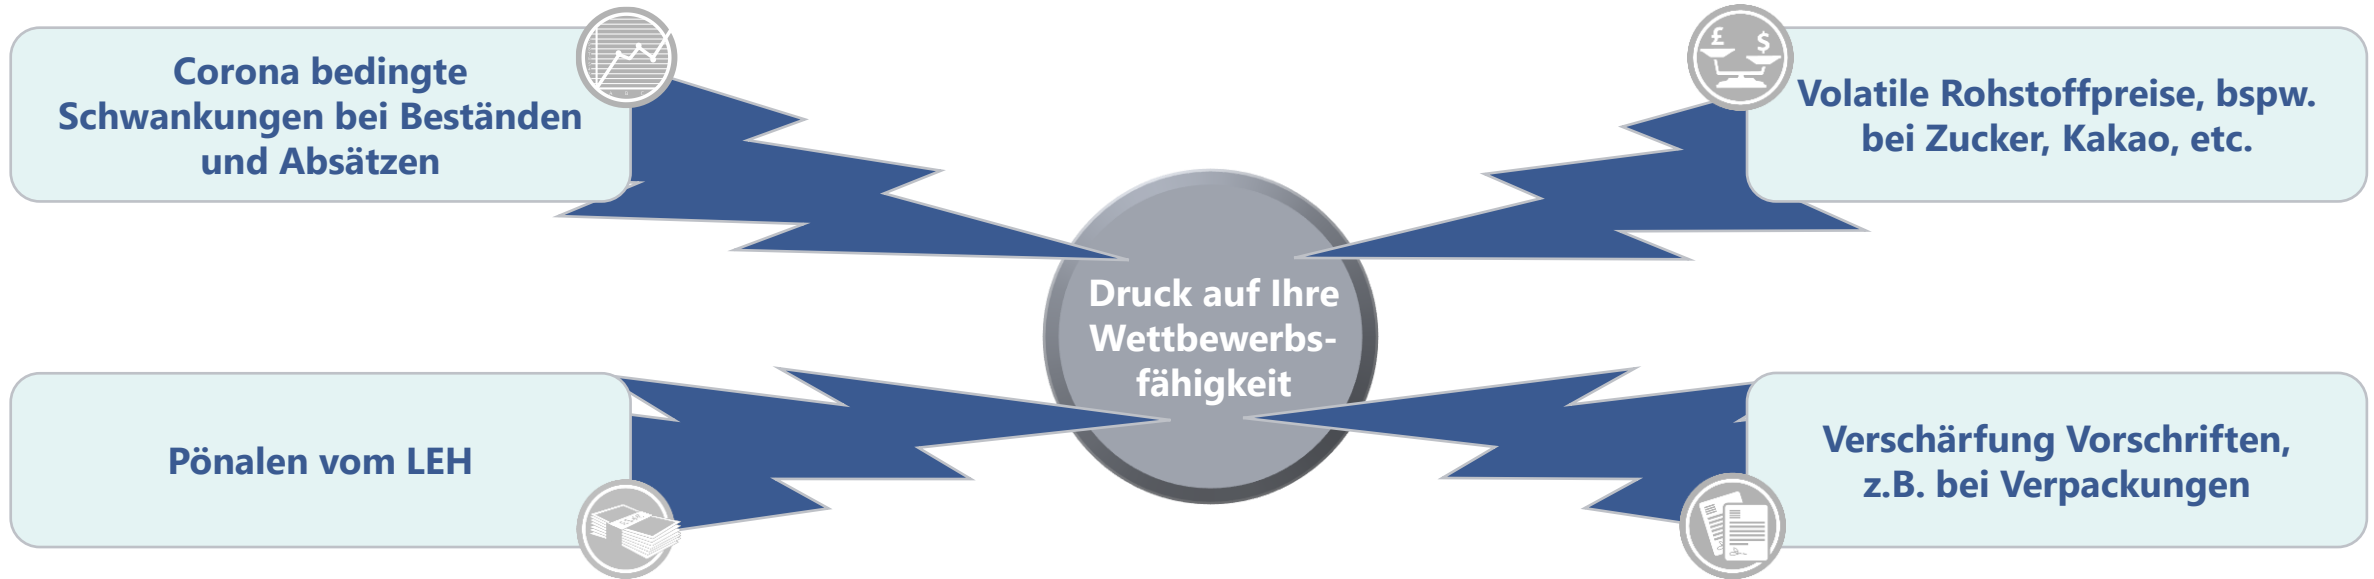 Corona bedingte
Schwankungen bei Beständen
und Absätzen
£ $
Volatile Rohstoffpreise, bspw.
bei Zucker, Kakao, etc.
Druck auf Ihre
Wettbewerbs-
fähigkeit
Pönalen vom LEH
Verschärfung Vorschriften,
z.B. bei Verpackungen